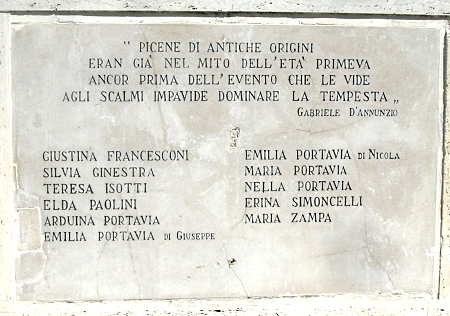 " PICENE DI ANTICHE ORIGINI
ERAN GIÀ NEL MITO DELL'ETÀ PRIMEVA
ANCOR PRIMA DELL'EVENTO CHE LE VIDE
AGLI SCALMI IMPAVIDE DOMINARE LA TEMPESTA „
GABRIELE D'ANNUNZIO
GIUSTINA FRANCESCONI
SILVIA GINESTRA
TERESA ISOTTI
ELDA PAOLINI
ARDUINA PORTAVIA
EMILIA PORTAVIA DI GIUSEPPE
EMILIA PORTAVIA DI NICOLA
MARIA PORTAVIA
NELLA PORTAVIA
ERINA SIMONCELLI
MARIA ZAMPA